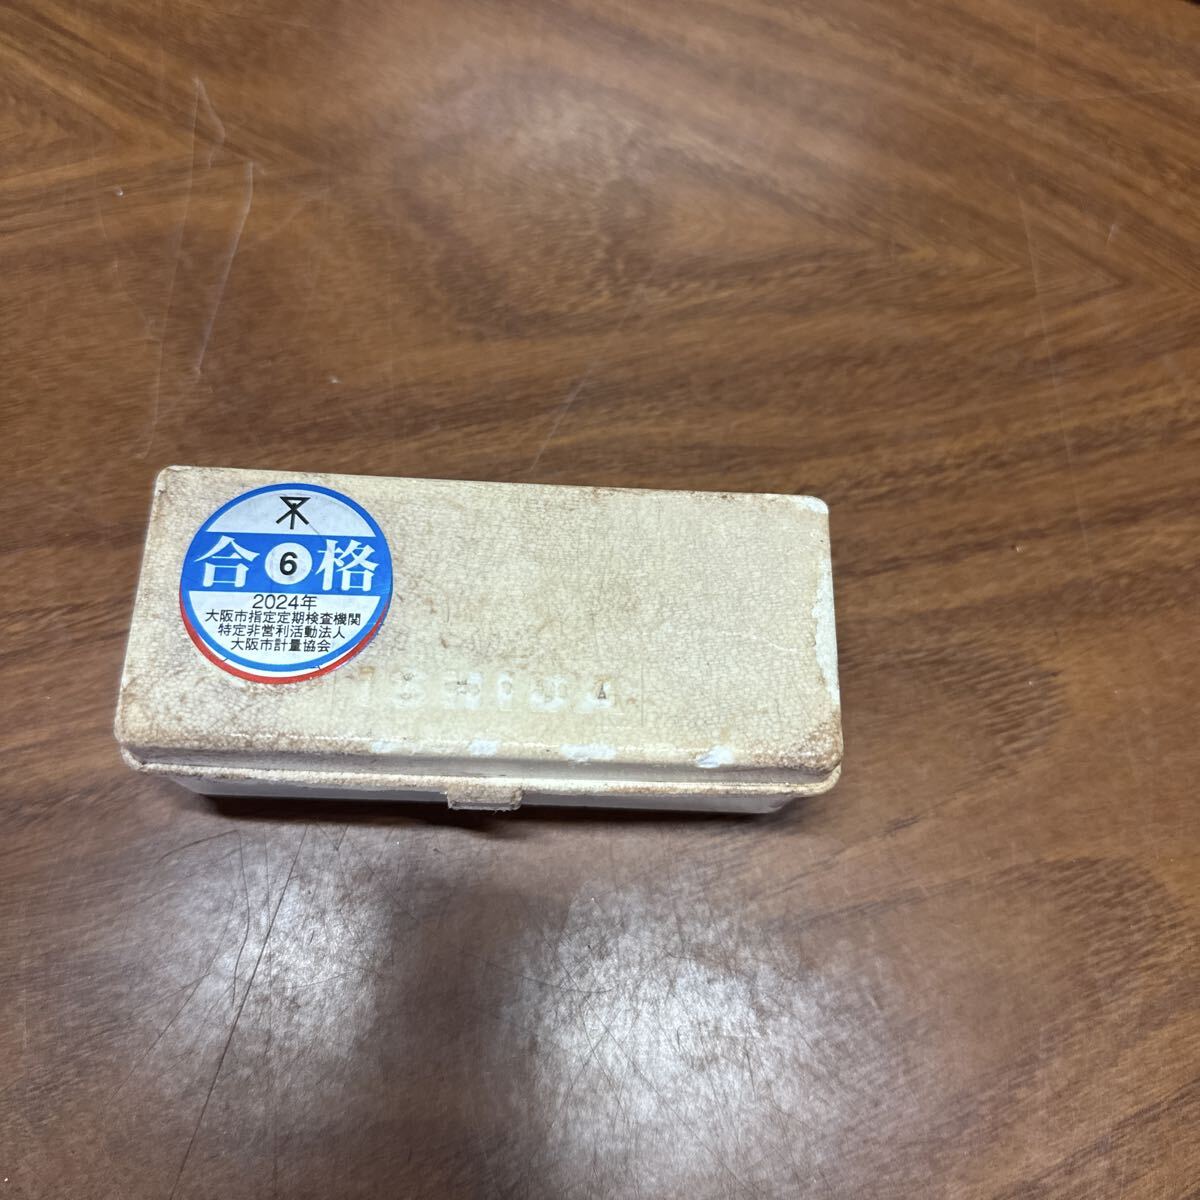 合6格
2024年
大阪市指定定期検査機関
特定非営利活動法人
大阪市計量協会
ISHIDA